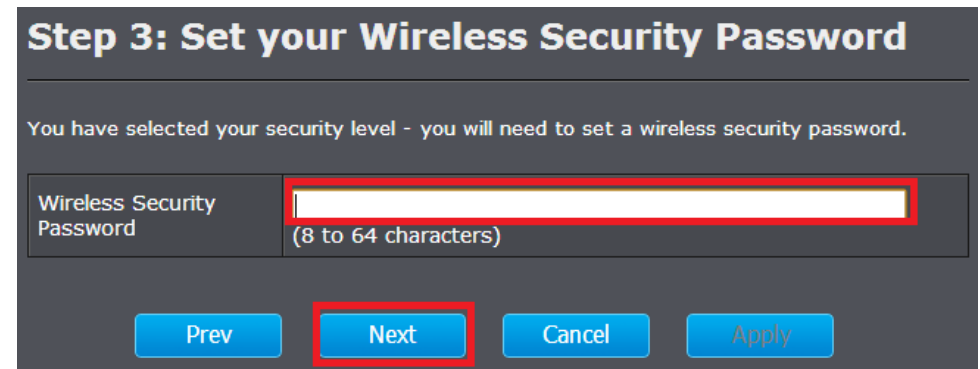 Step 3: Set your Wireless Security Password
You have selected your security level - you will need to set a wireless security password.
Wireless Security
Password
(8 to 64 characters)
Prev Next Cancel Apply